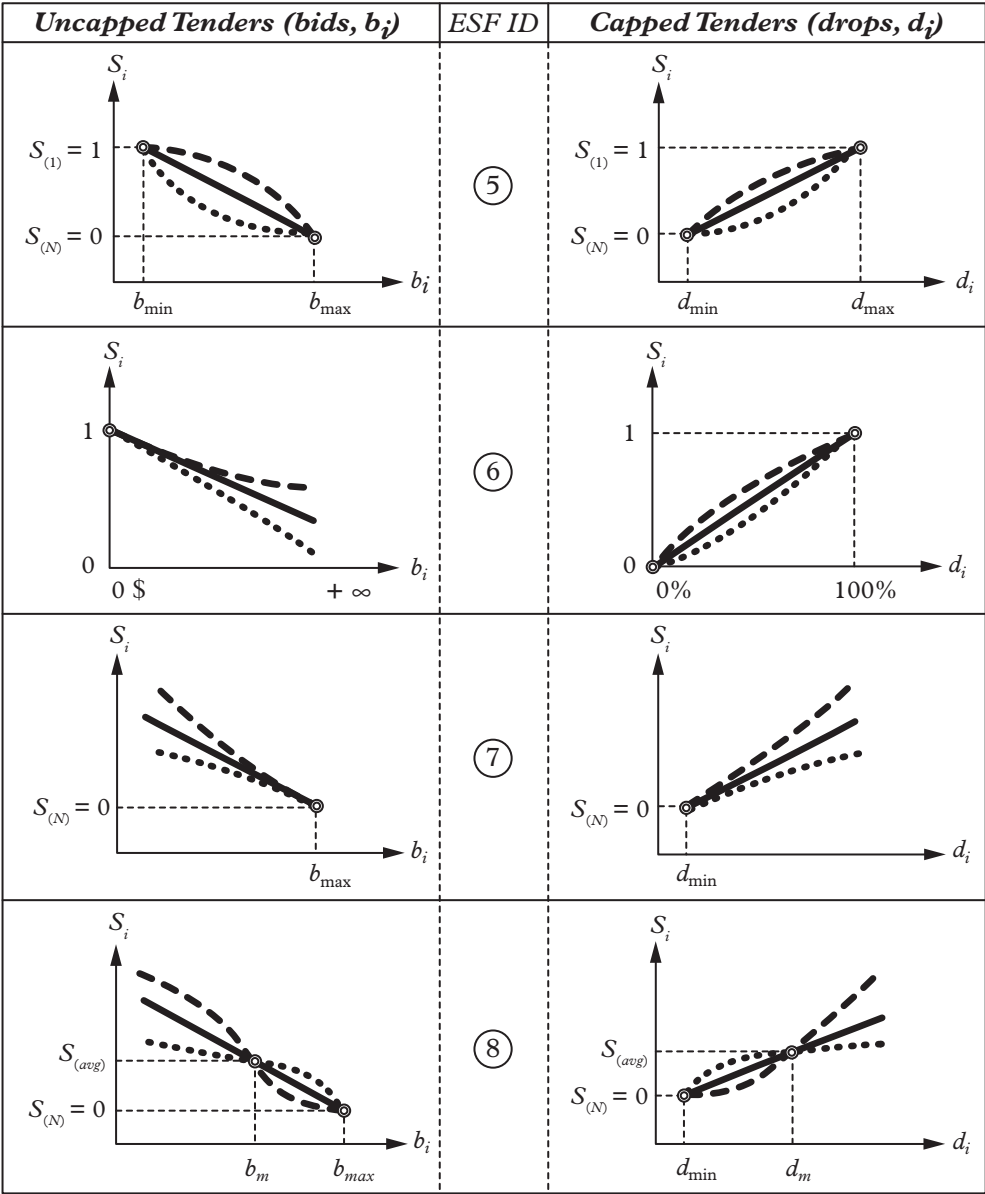 Uncapped Tenders (bids, bi) ESF ID Capped Tenders (drops, di)
Si Si
S(1) = 1 S(1) = 1
5
S(N) = 0 S(N) = 0
bi di
bmin bmax dmin dmax
Si Si
1 1
6
0 bi 0 di
0 $ + ∞ 0% 100%
Si Si
7
S(N) = 0 S(N) = 0
bi di
bmax dmin
Si Si
S(avg) S(avg)
8
S(N) = 0 S(N) = 0
bi di
bm bmax dmin dm